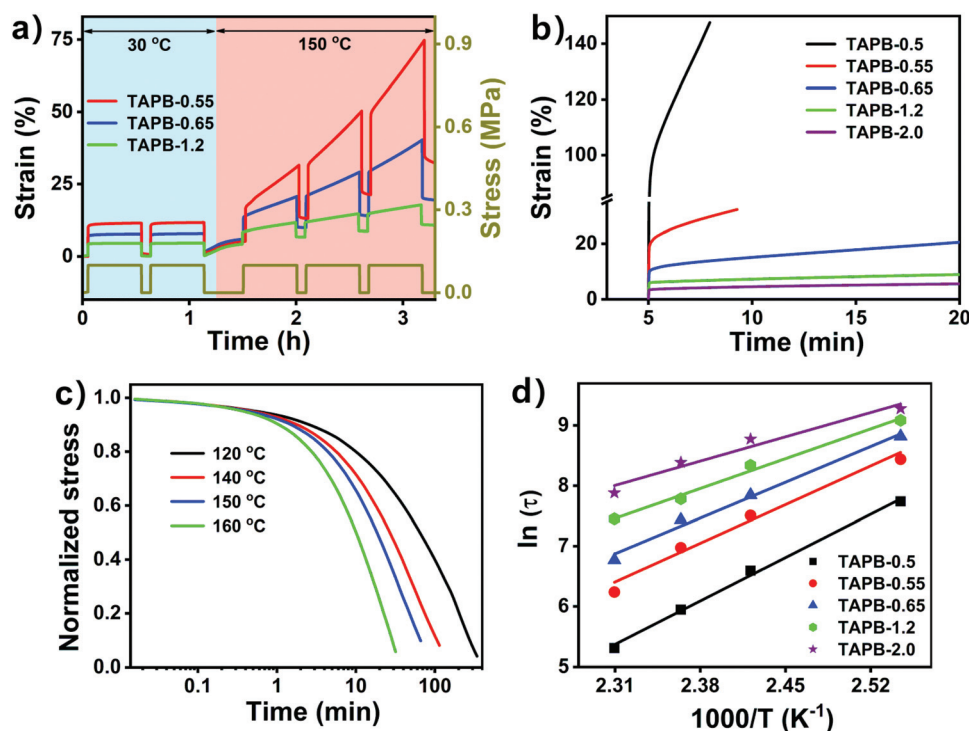 a)
30 °C
150 °C
TAPB-0.55
TAPB-0.65
TAPB-1.2
75
50
25
0
0.9
0.6
0.3
0.0
0
1
2
3
Strain (%)
Stress (MPa)
Time (h)
b)
TAPB-0.5
TAPB-0.55
TAPB-0.65
TAPB-1.2
TAPB-2.0
140
120
100
20
0
5
10
15
20
Strain (%)
Time (min)
c)
120 °C
140 °C
150 °C
160 °C
1.0
0.8
0.6
0.4
0.2
0.0
0.1
1
10
100
Normalized stress
Time (min)
d)
TAPB-0.5
TAPB-0.55
TAPB-0.65
TAPB-1.2
TAPB-2.0
9
8
7
6
5
2.31
2.38
2.45
2.52
ln (τ)
1000/T (K⁻¹)